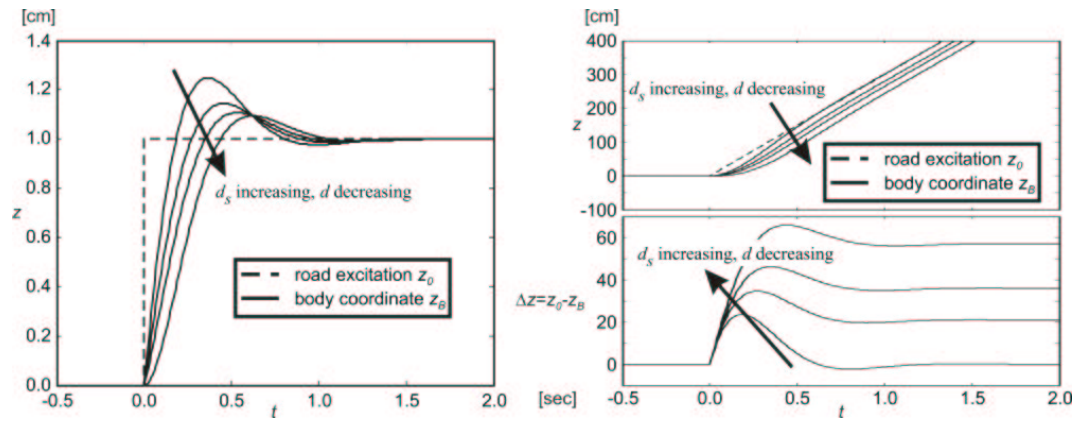 [cm]
1.4
1.2
1.0
0.8
z
0.6
0.4
0.2
0.0
-0.5
0.0
0.5
1.0
1.5
2.0
t
d_s increasing, d decreasing
road excitation z_0
body coordinate z_B
[cm]
400
300
200
z
100
0
-100
d_s increasing, d decreasing
road excitation z_0
body coordinate z_B
60
40
Δz=z_0-z_B
20
0
d_s increasing, d decreasing
[sec]
-0.5
0.0
0.5
1.0
1.5
2.0
t